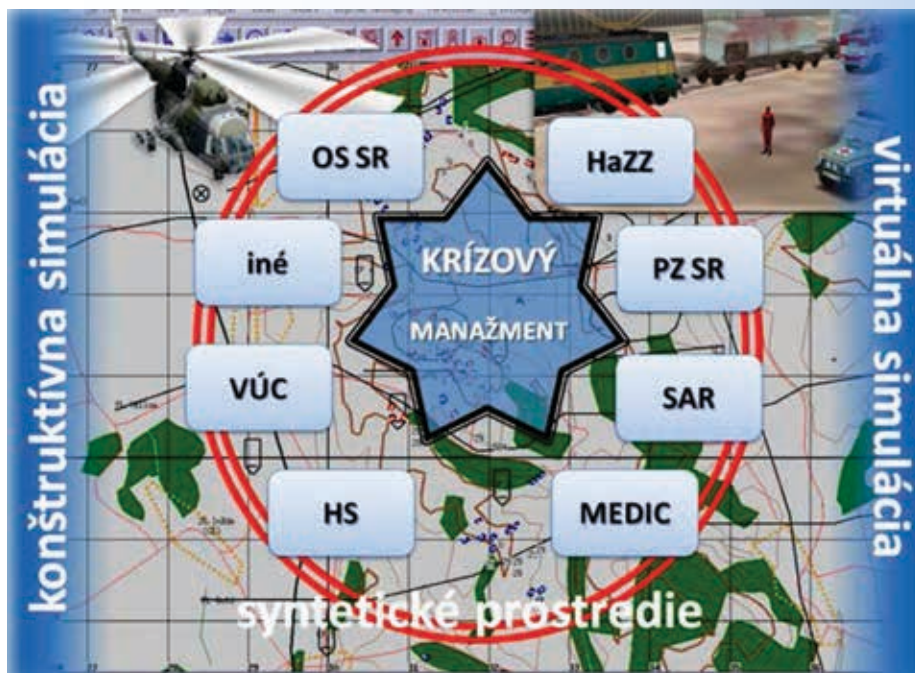 konštruktívna simulácia
OS SR
HaZZ
iné
KRÍZOVÝ
MANAŽMENT
PZ SR
VÚC
SAR
HS
MEDIC
virtuálna simulácia
syntetické prostredie